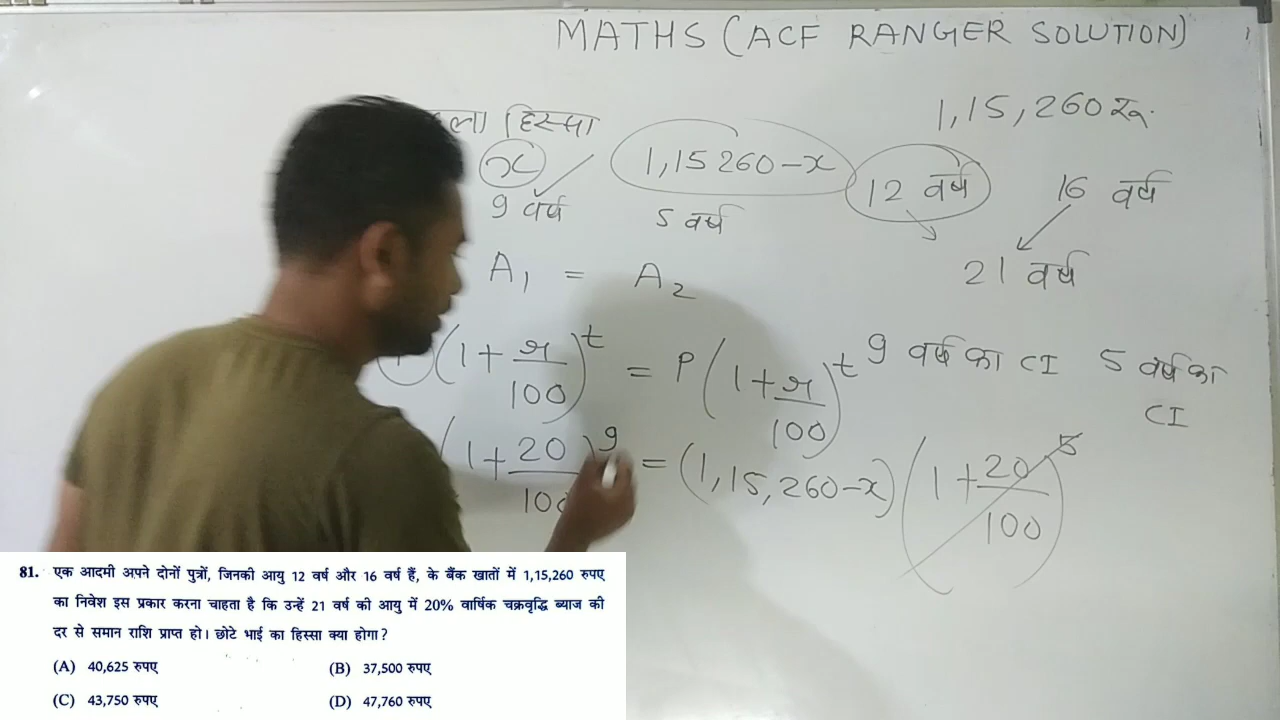 MATHS (ACF RANGER SOLUTION)
हिस्सा
1,15,260 रू.
x
1,15260-x
12 वर्ष
16 वर्ष
9 वर्ष
5 वर्ष
21 वर्ष
A₁ = A₂
(1+r/100)^t = P(1+r/100)^t
9 वर्ष का CI
5 वर्ष का
CI
(1+20/100)^9 = (1,15,260-x)(1+20/100)^5
81. एक आदमी अपने दोनों पुत्रों, जिनकी आयु 12 वर्ष और 16 वर्ष हैं, के बैंक खातों में 1,15,260 रुपए
का निवेश इस प्रकार करना चाहता है कि उन्हें 21 वर्ष की आयु में 20% वार्षिक चक्रवृद्धि ब्याज की
दर से समान राशि प्राप्त हो। छोटे भाई का हिस्सा क्या होगा?
(A) 40,625 रुपए
(B) 37,500 रुपए
(C) 43,750 रुपए
(D) 47,760 रुपए